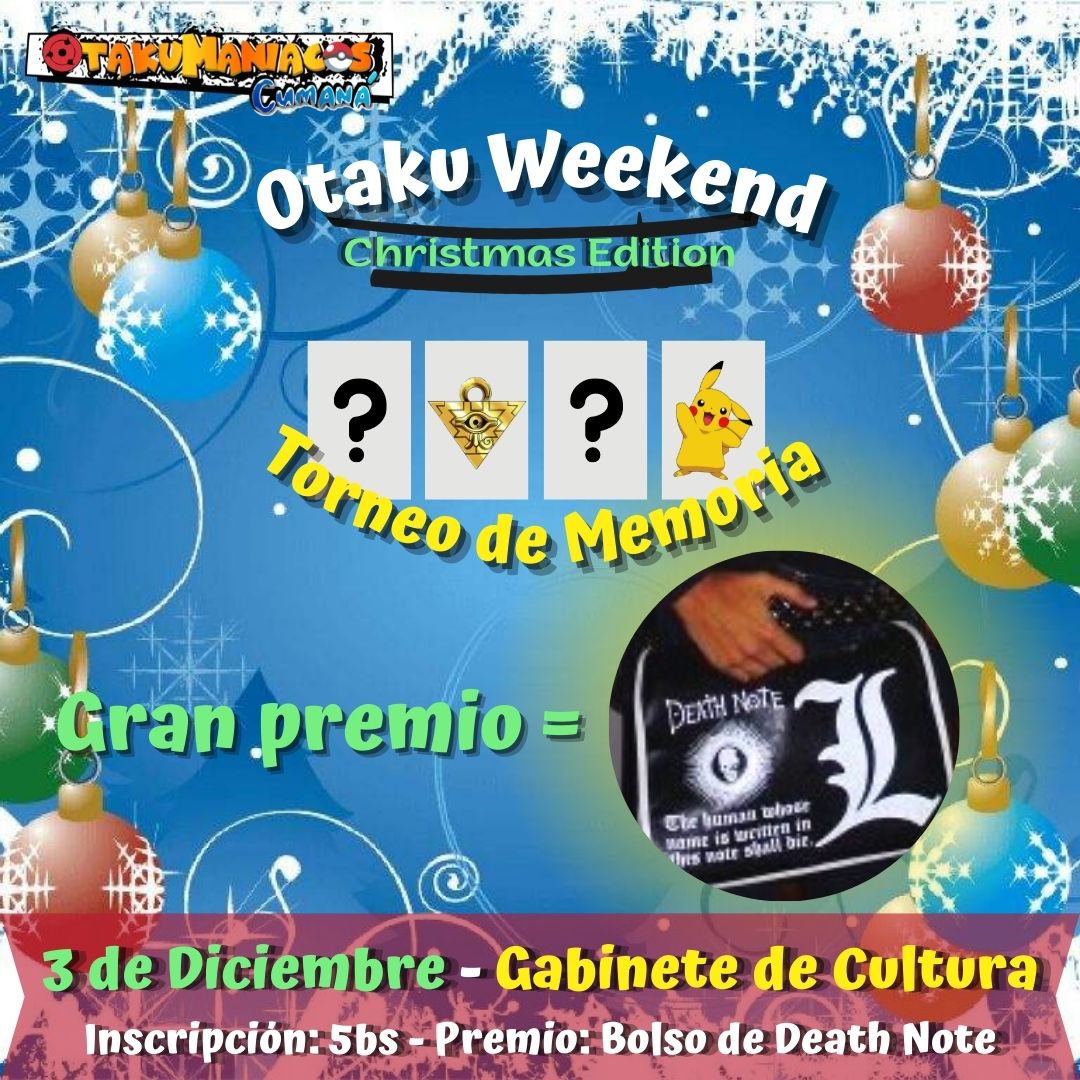 OTAKUMANIACOS
CUMANÁ
Otaku Weekend
Christmas Edition
? ?
Torneo de Memoria
Gran premio =
DEATH NOTE
L
The human whose
name is written in
this note shall die.
3 de Diciembre - Gabinete de Cultura
Inscripción: 5bs - Premio: Bolso de Death Note